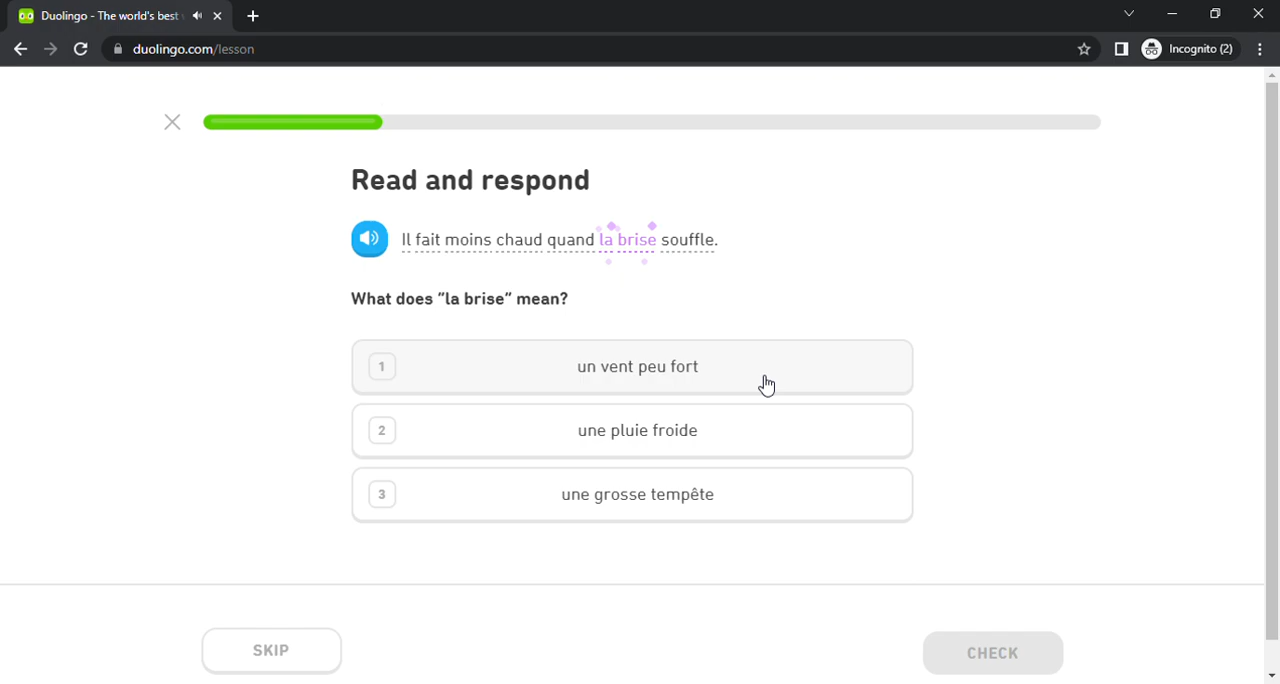 Duolingo - The world's best
duolingo.com/lesson
Incognito (2)
Read and respond
Il fait moins chaud quand la brise souffle.
What does "la brise" mean?
1 un vent peu fort
2 une pluie froide
3 une grosse tempête
SKIP
CHECK